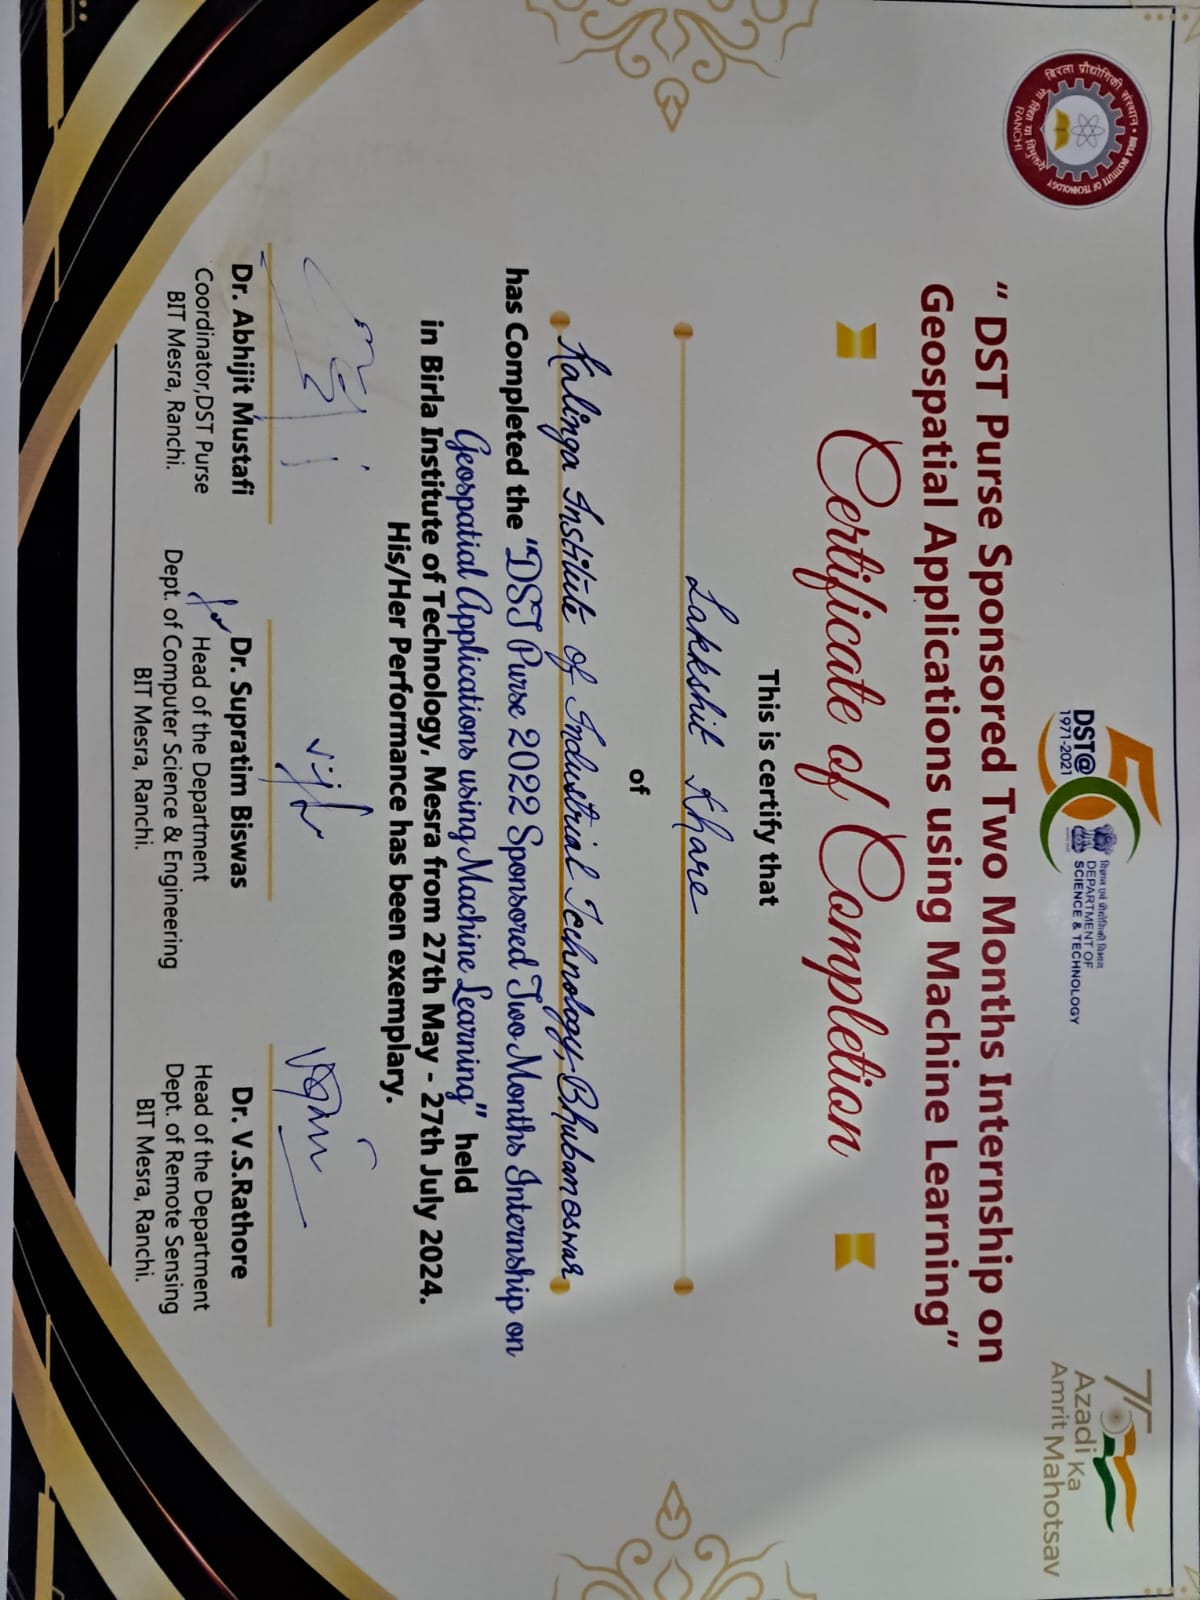 बिरला प्रौद्योगिकी संस्थान • BIRLA INSTITUTE OF TECHNOLOGY
सा विद्या या विमुक्तये
RANCHI
DST@
1971-2021
50
विज्ञान एवं प्रौद्योगिकी विभाग
DEPARTMENT OF
SCIENCE & TECHNOLOGY
75
Azadi Ka
Amrit Mahotsav
“ DST Purse Sponsored Two Months Internship on
Geospatial Applications using Machine Learning”
Certificate of Completion
This is certify that
Lakkshit Khare
of
Kalinga Institute of Industrial Technology, Bhubaneswar
has Completed the "DST Purse 2022 Sponsored Two Months Internship on
Geospatial Applications using Machine Learning" held
in Birla Institute of Technology, Mesra from 27th May - 27th July 2024.
His/Her Performance has been exemplary.
Dr. Abhijit Mustafi
Coordinator,DST Purse
BIT Mesra, Ranchi.
Dr. Supratim Biswas
Head of the Department
Dept. of Computer Science & Engineering
BIT Mesra, Ranchi.
Dr. V.S.Rathore
Head of the Department
Dept. of Remote Sensing
BIT Mesra, Ranchi.